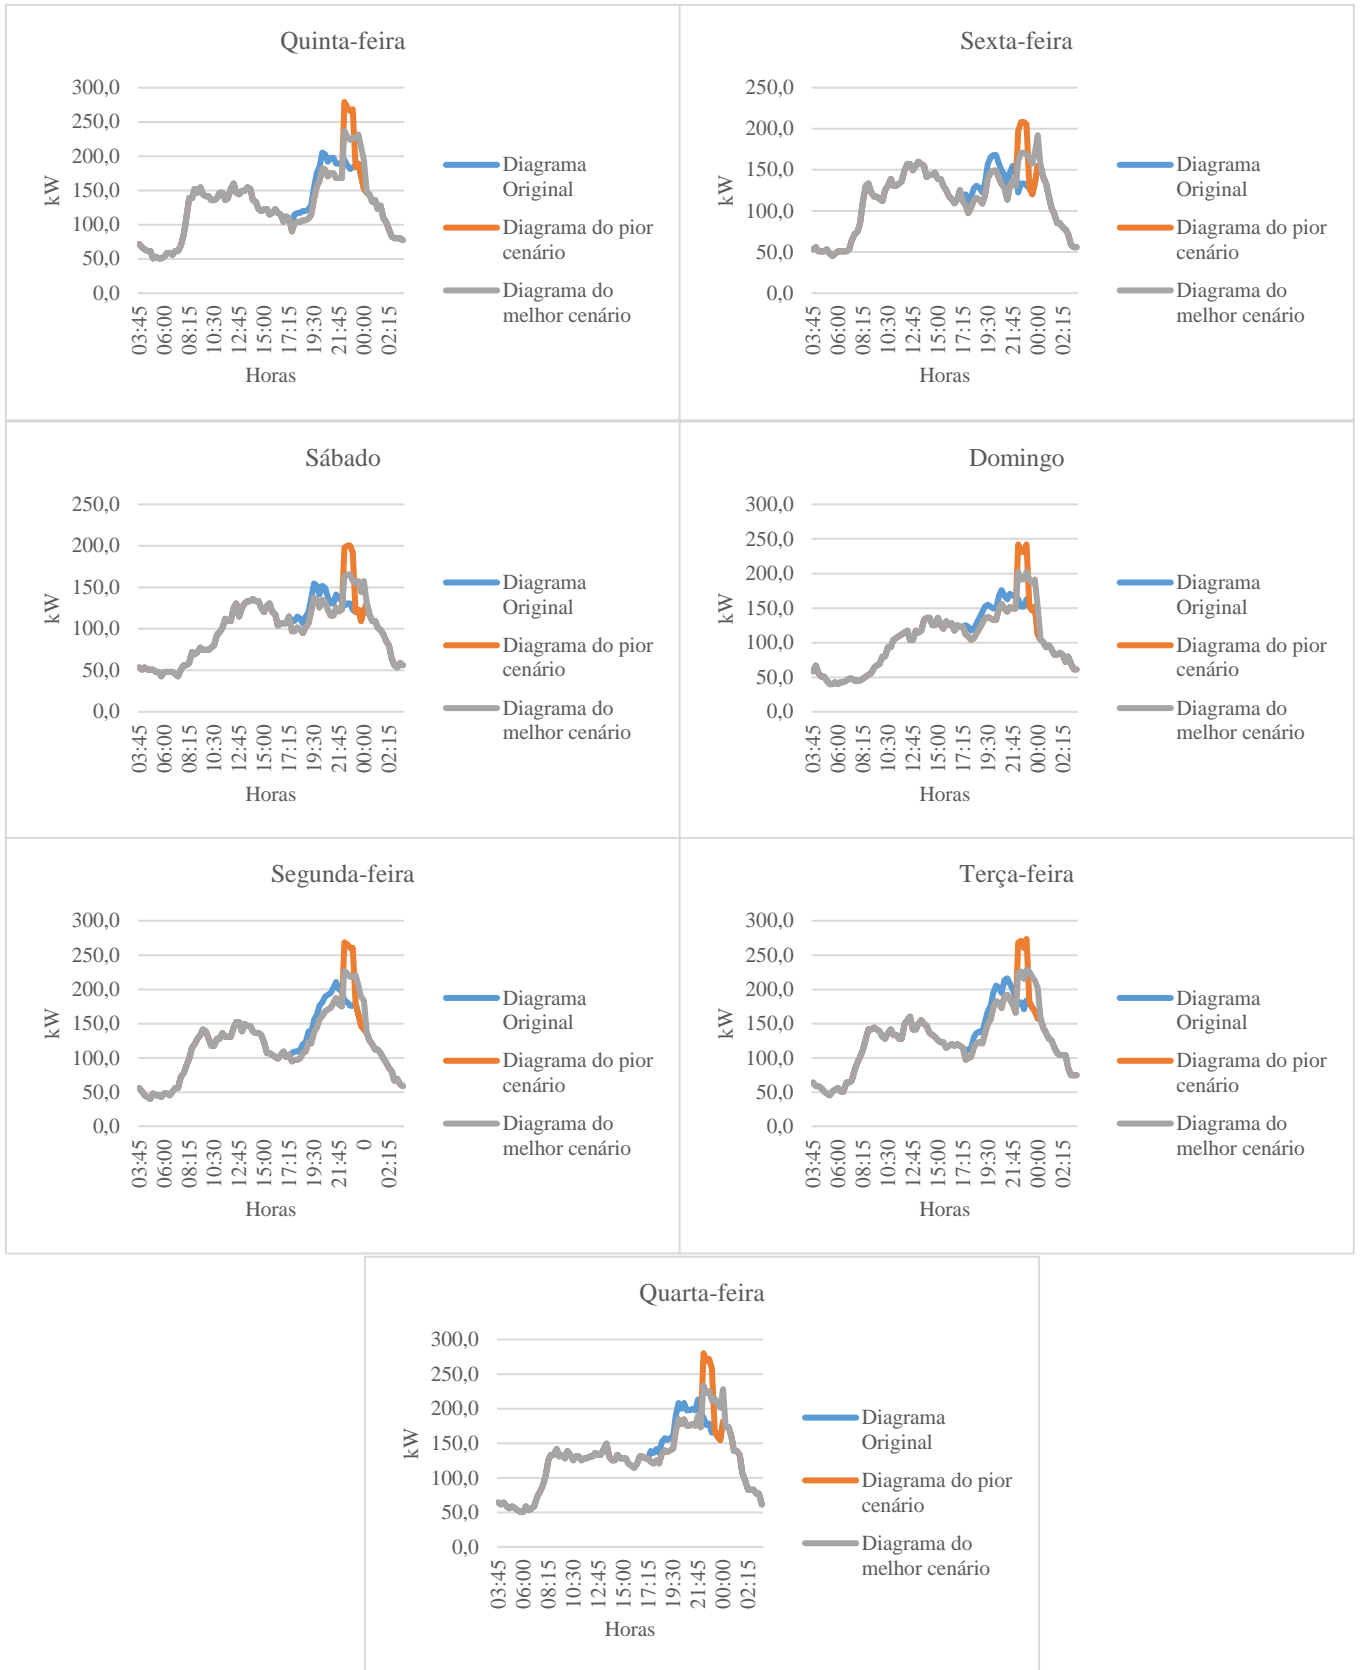 Quinta-feira
300,0
250,0
200,0
150,0
100,0
50,0
0,0
kW
03:45
06:00
08:15
10:30
12:45
15:00
17:15
19:30
21:45
00:00
02:15
Horas
Diagrama
Original
Diagrama do pior
cenário
Diagrama do
melhor cenário
Sexta-feira
250,0
200,0
150,0
100,0
50,0
0,0
kW
03:45
06:00
08:15
10:30
12:45
15:00
17:15
19:30
21:45
00:00
02:15
Horas
Diagrama
Original
Diagrama do pior
cenário
Diagrama do
melhor cenário
Sábado
250,0
200,0
150,0
100,0
50,0
0,0
kW
03:45
06:00
08:15
10:30
12:45
15:00
17:15
19:30
21:45
00:00
02:15
Horas
Diagrama
Original
Diagrama do pior
cenário
Diagrama do
melhor cenário
Domingo
300,0
250,0
200,0
150,0
100,0
50,0
0,0
kW
03:45
06:00
08:15
10:30
12:45
15:00
17:15
19:30
21:45
00:00
02:15
Horas
Diagrama
Original
Diagrama do pior
cenário
Diagrama do
melhor cenário
Segunda-feira
300,0
250,0
200,0
150,0
100,0
50,0
0,0
kW
03:45
06:00
08:15
10:30
12:45
15:00
17:15
19:30
21:45
0
02:15
Horas
Diagrama
Original
Diagrama do pior
cenário
Diagrama do
melhor cenário
Terça-feira
300,0
250,0
200,0
150,0
100,0
50,0
0,0
kW
03:45
06:00
08:15
10:30
12:45
15:00
17:15
19:30
21:45
00:00
02:15
Horas
Diagrama
Original
Diagrama do pior
cenário
Diagrama do
melhor cenário
Quarta-feira
300,0
250,0
200,0
150,0
100,0
50,0
0,0
kW
03:45
06:00
08:15
10:30
12:45
15:00
17:15
19:30
21:45
00:00
02:15
Horas
Diagrama
Original
Diagrama do pior
cenário
Diagrama do
melhor cenário